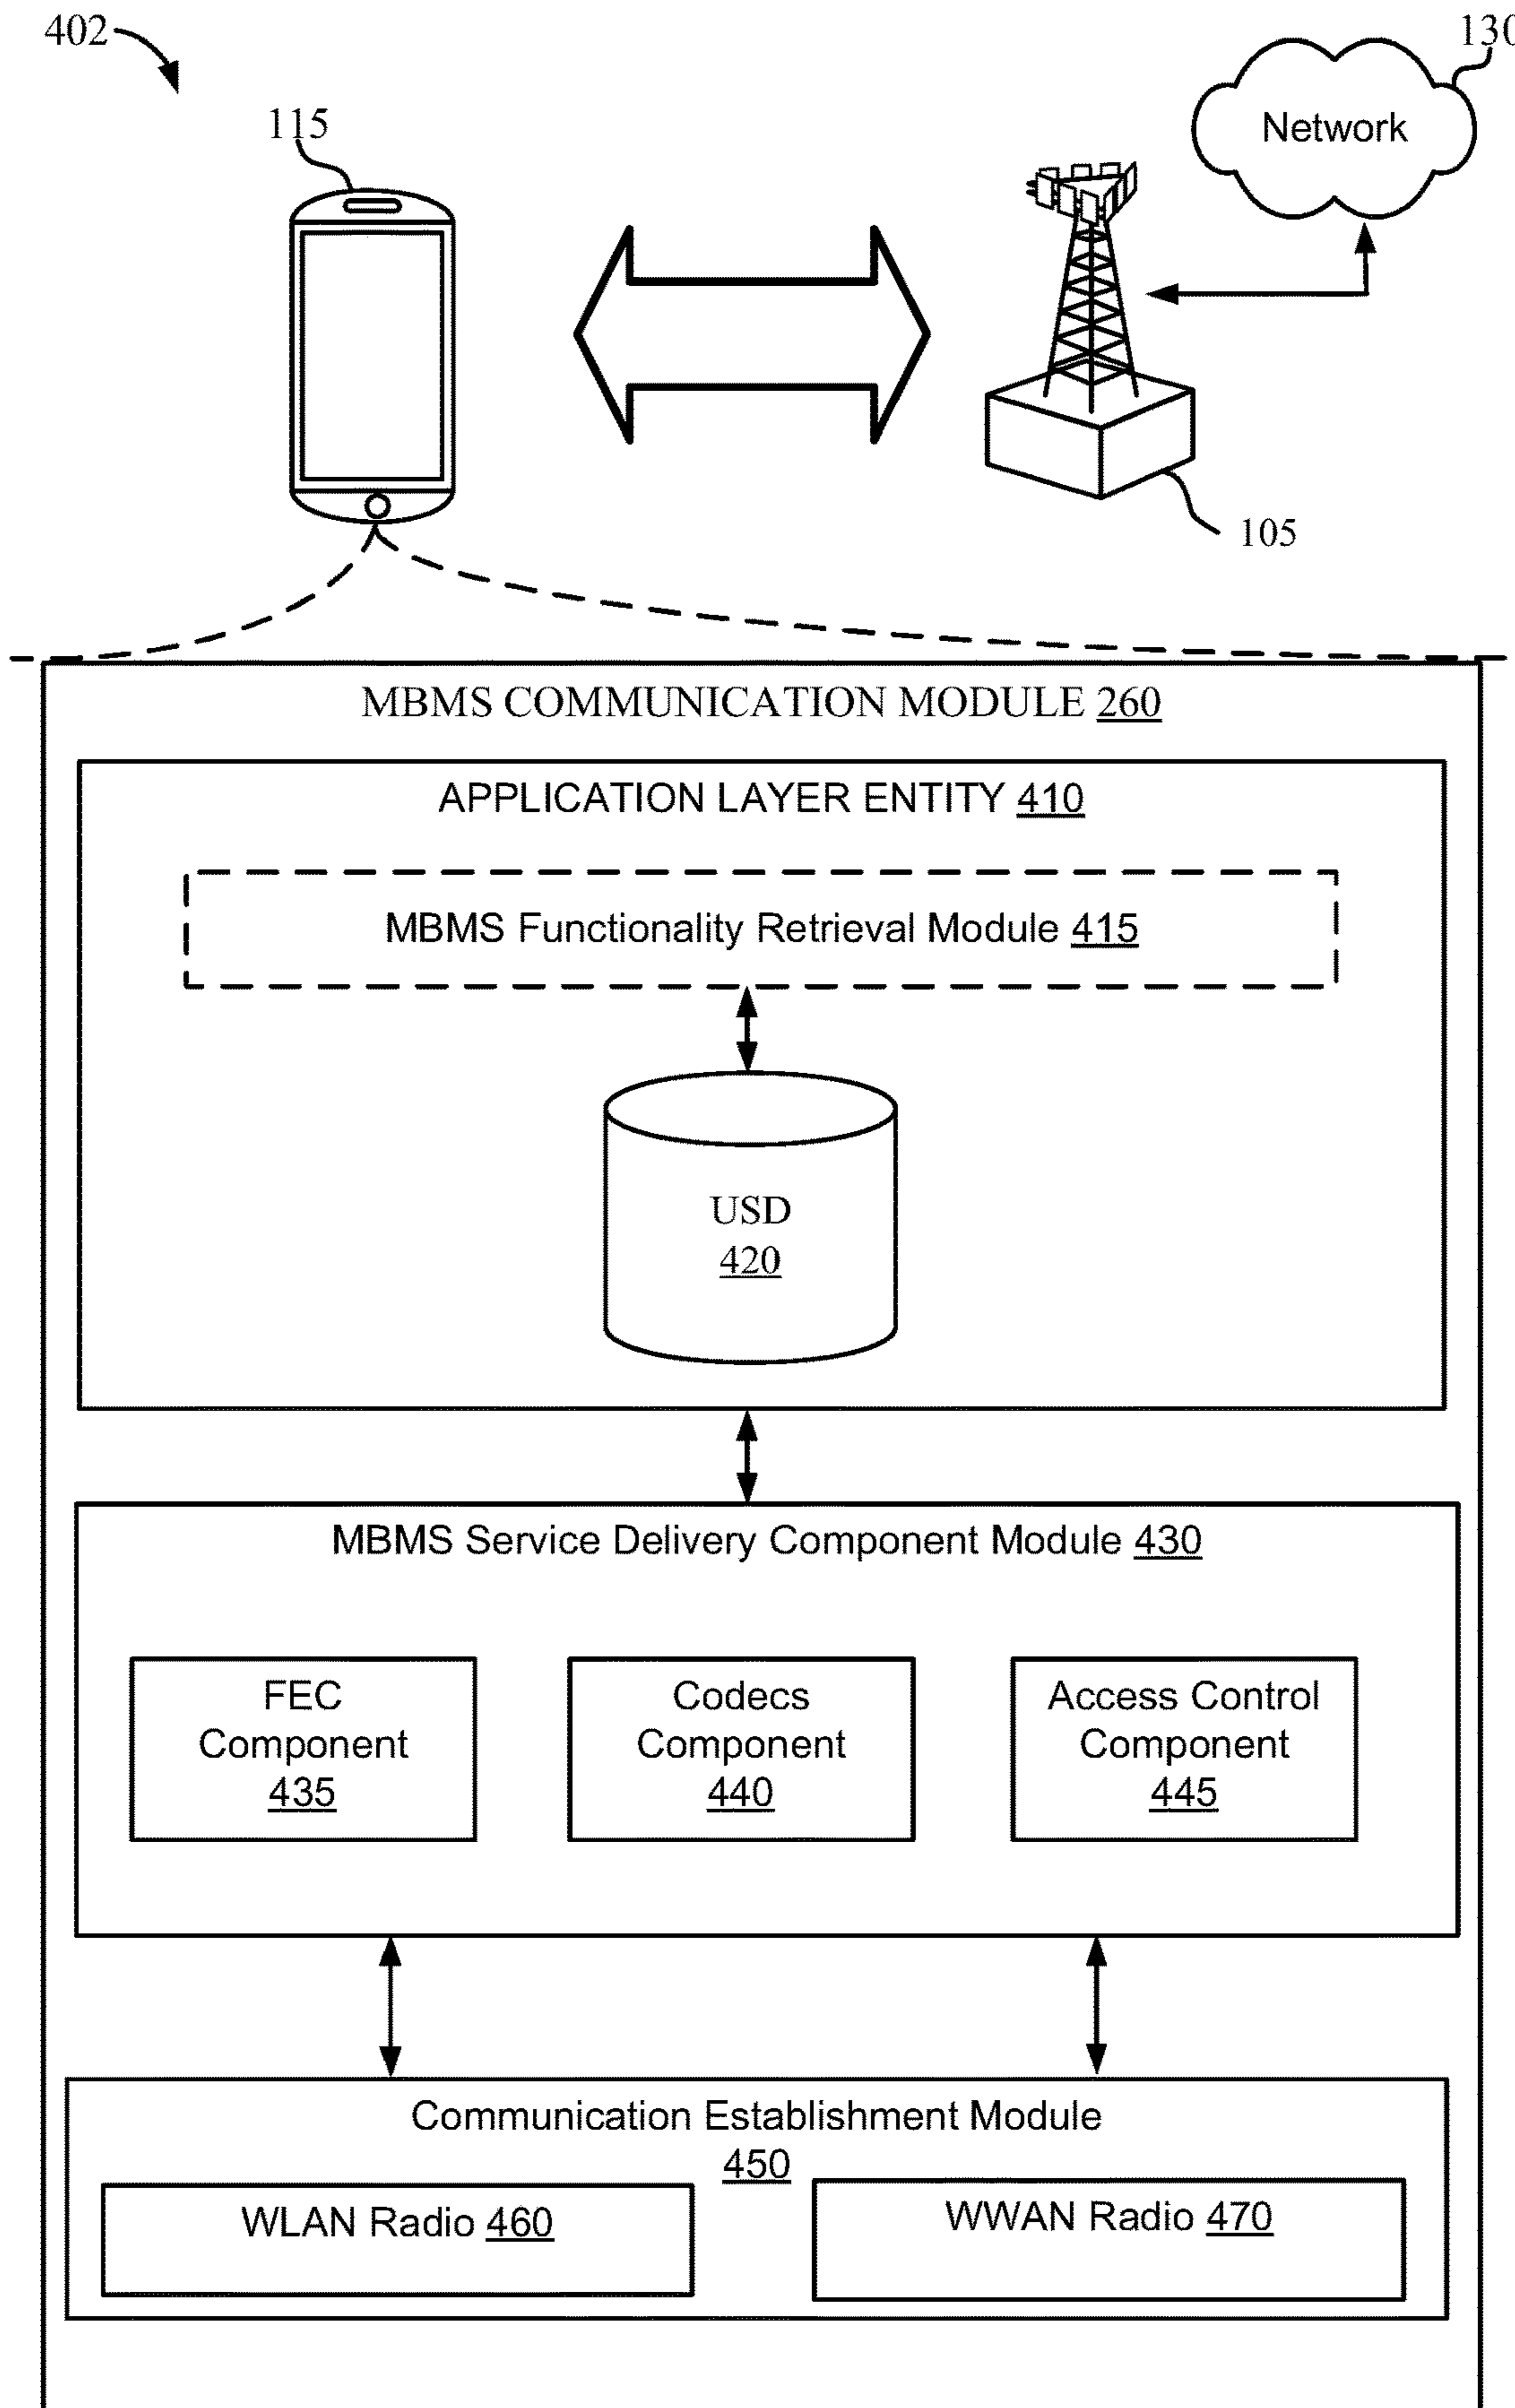 402
130
115
Network
105
MBMS COMMUNICATION MODULE 260
APPLICATION LAYER ENTITY 410
MBMS Functionality Retrieval Module 415
USD
420
MBMS Service Delivery Component Module 430
FEC
Component
435
Codecs
Component
440
Access Control
Component
445
Communication Establishment Module
450
WLAN Radio 460
WWAN Radio 470